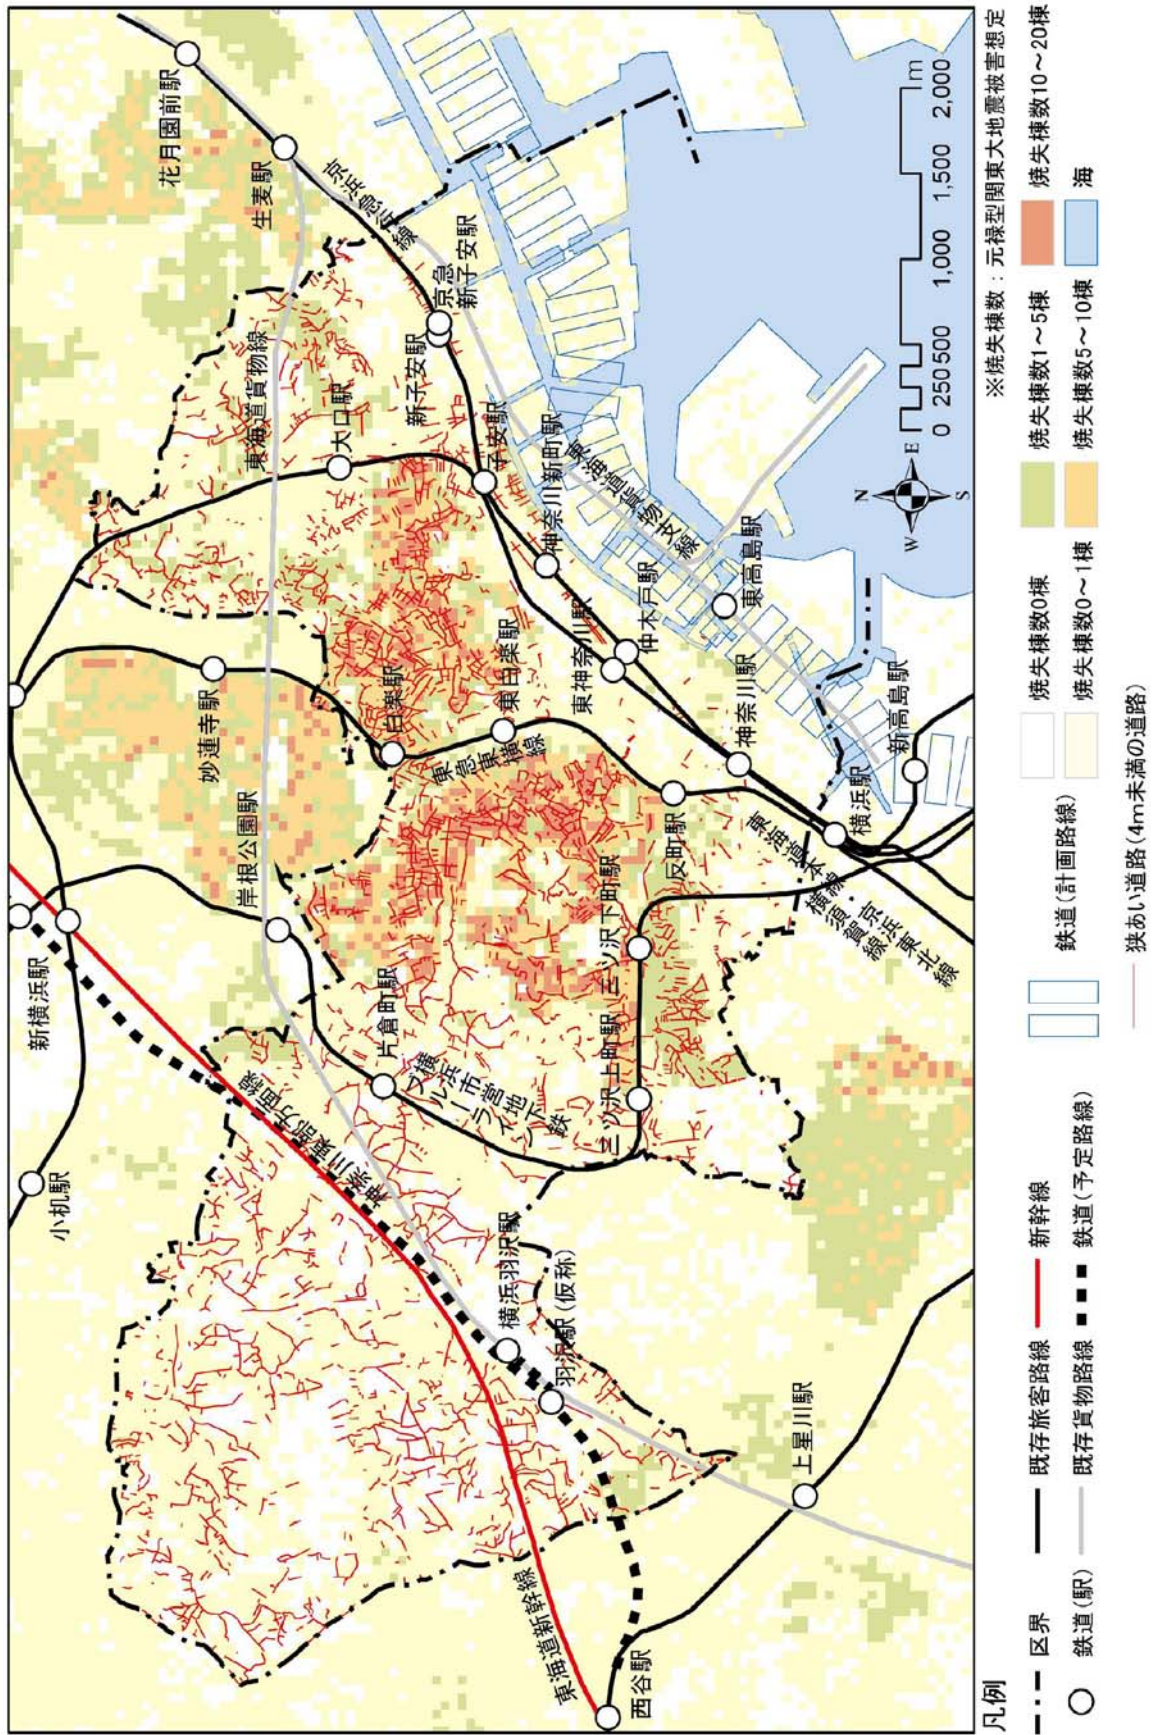 小机駅
新横浜駅
岸根公園駅
妙蓮寺駅
花月園前駅
生麦駅
京浜急行線
東海道貨物線
大口駅
新子安駅
京急
新子安駅
子安駅
神奈川新町駅
東海道貨物支線
仲木戸駅
東神奈川駅
東高島駅
白楽駅
東白楽駅
東急東横線
神奈川駅
新高島駅
横浜駅
反町駅
東海道本線
横須賀線
京浜東北線
三ツ沢下町駅
三ツ沢上町駅
片倉町駅
横浜市営地下鉄
ブルーライン
神奈川東部方面線
横浜羽沢駅
羽沢駅(仮称)
上星川駅
東海道新幹線
西谷駅
N
W
E
S
0 250 500 1,000 1,500 2,000 m
※焼失棟数:元禄型関東大地震被害想定
凡例
区界
既存旅客路線
新幹線
鉄道(計画路線)
焼失棟数0棟
焼失棟数1~5棟
焼失棟数10~20棟
鉄道(駅)
既存貨物路線
鉄道(予定路線)
焼失棟数0~1棟
焼失棟数5~10棟
海
狭あい道路(4m未満の道路)